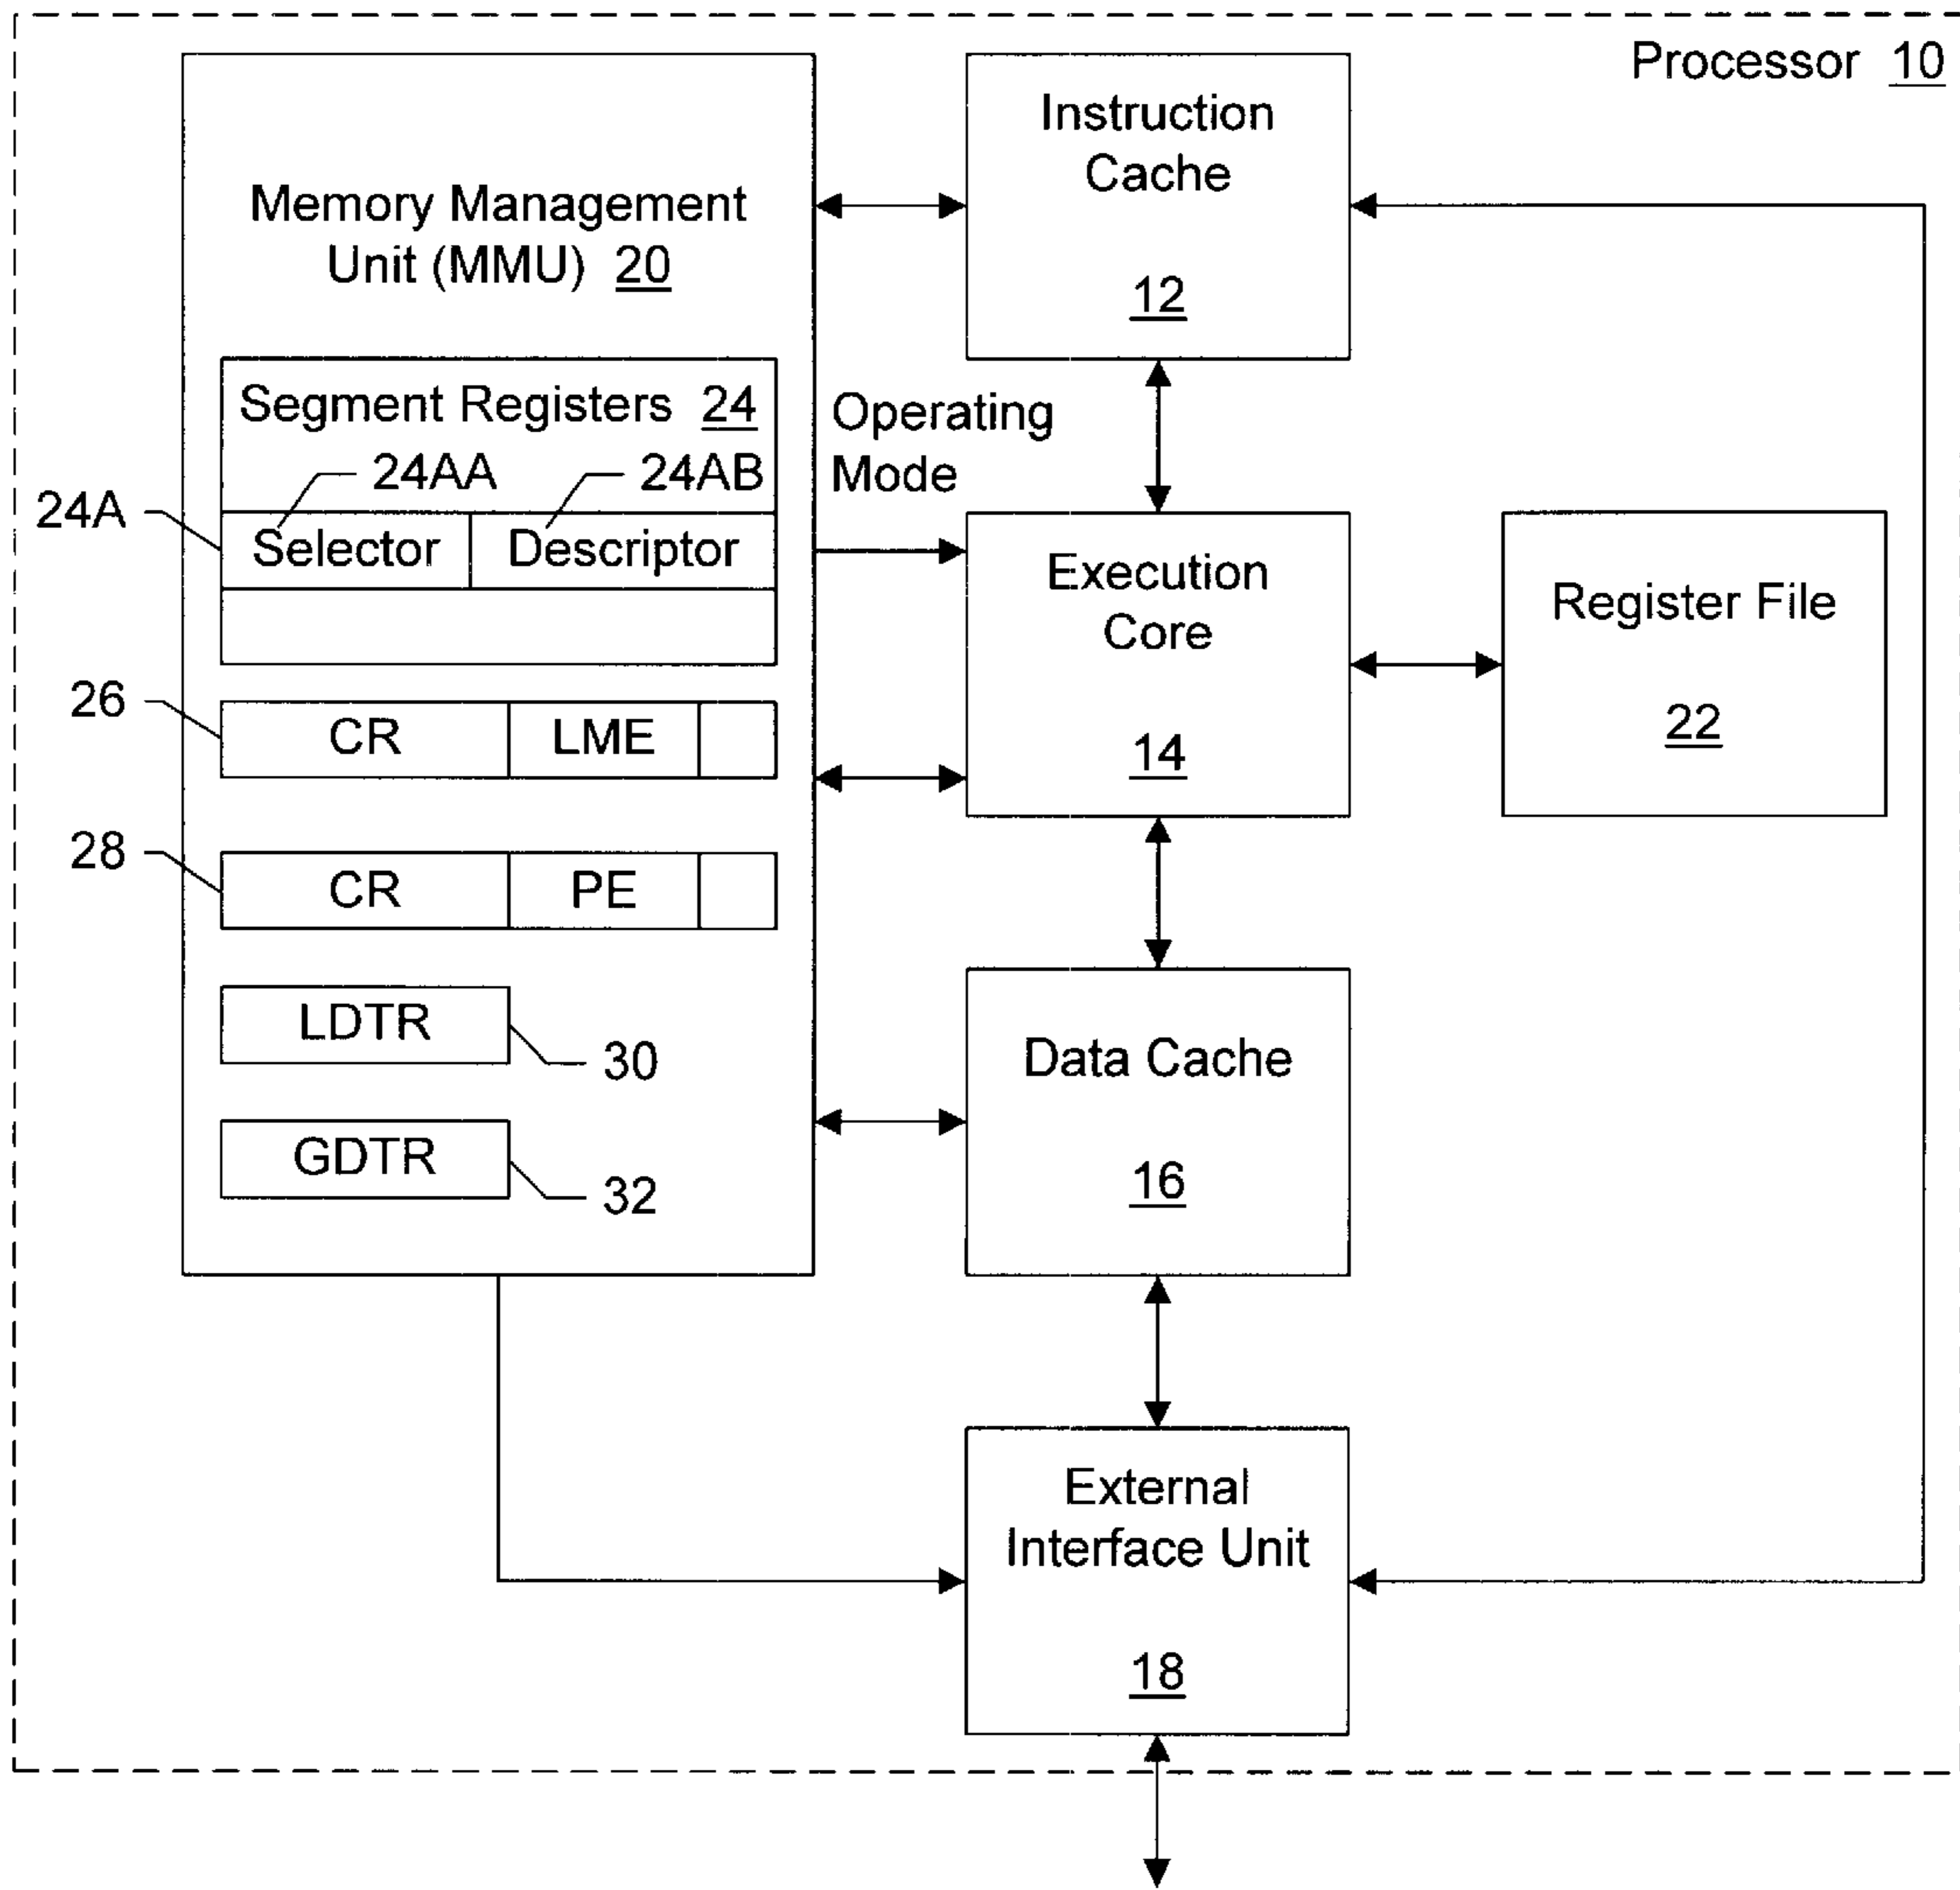 Processor 10
Instruction
Cache
12
Memory Management
Unit (MMU) 20
Segment Registers 24
24AA
24AB
24A
Selector
Descriptor
Operating
Mode
Execution
Core
14
Register File
22
26
CR
LME
28
CR
PE
LDTR
30
GDTR
32
Data Cache
16
External
Interface Unit
18